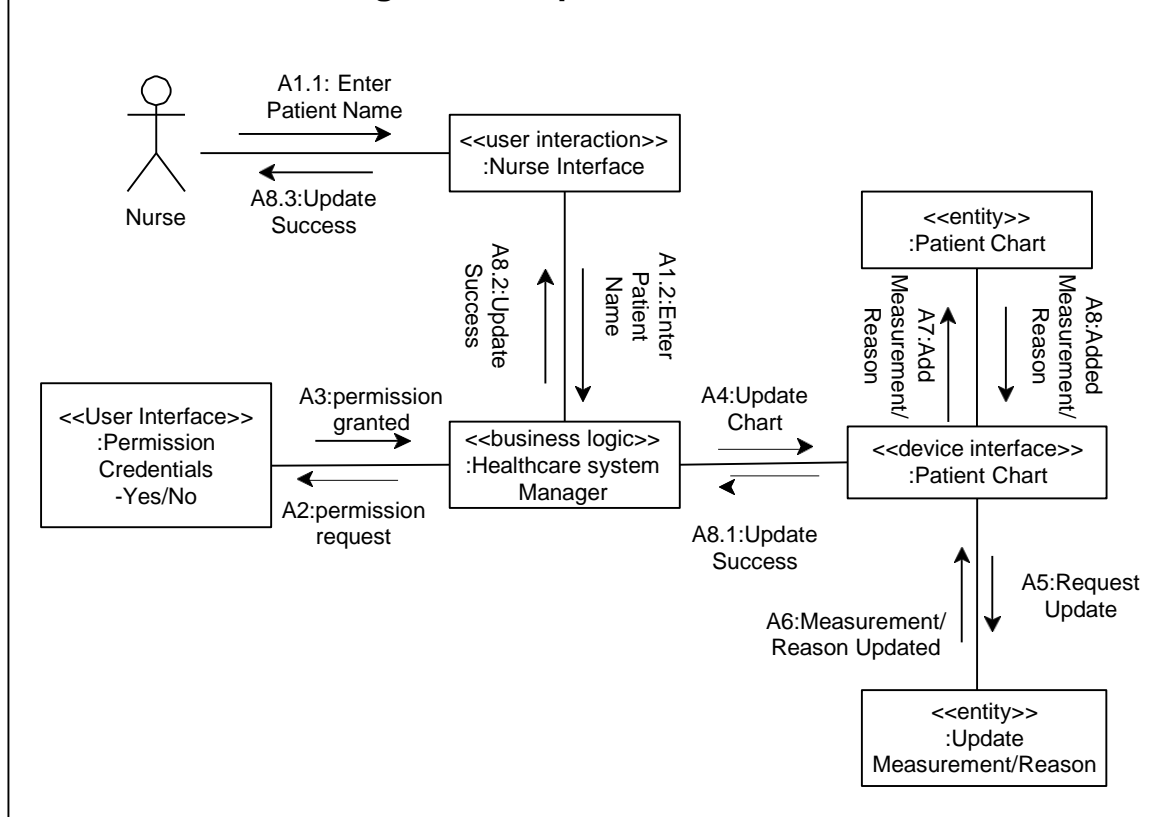 A1.1: Enter
Patient Name
<<user interaction>>
:Nurse Interface
A8.3:Update
Success
Nurse
<<entity>>
:Patient Chart
A8.2:Update
Success
A1.2:Enter
Patient
Name
A7:Add
Measurement/
Reason
A8:Added
Measurement/
Reason
<<User Interface>>
:Permission
Credentials
-Yes/No
A3:permission
granted
A2:permission
request
<<business logic>>
:Healthcare system
Manager
A4:Update
Chart
A8.1:Update
Success
<<device interface>>
:Patient Chart
A6:Measurement/
Reason Updated
A5:Request
Update
<<entity>>
:Update
Measurement/Reason